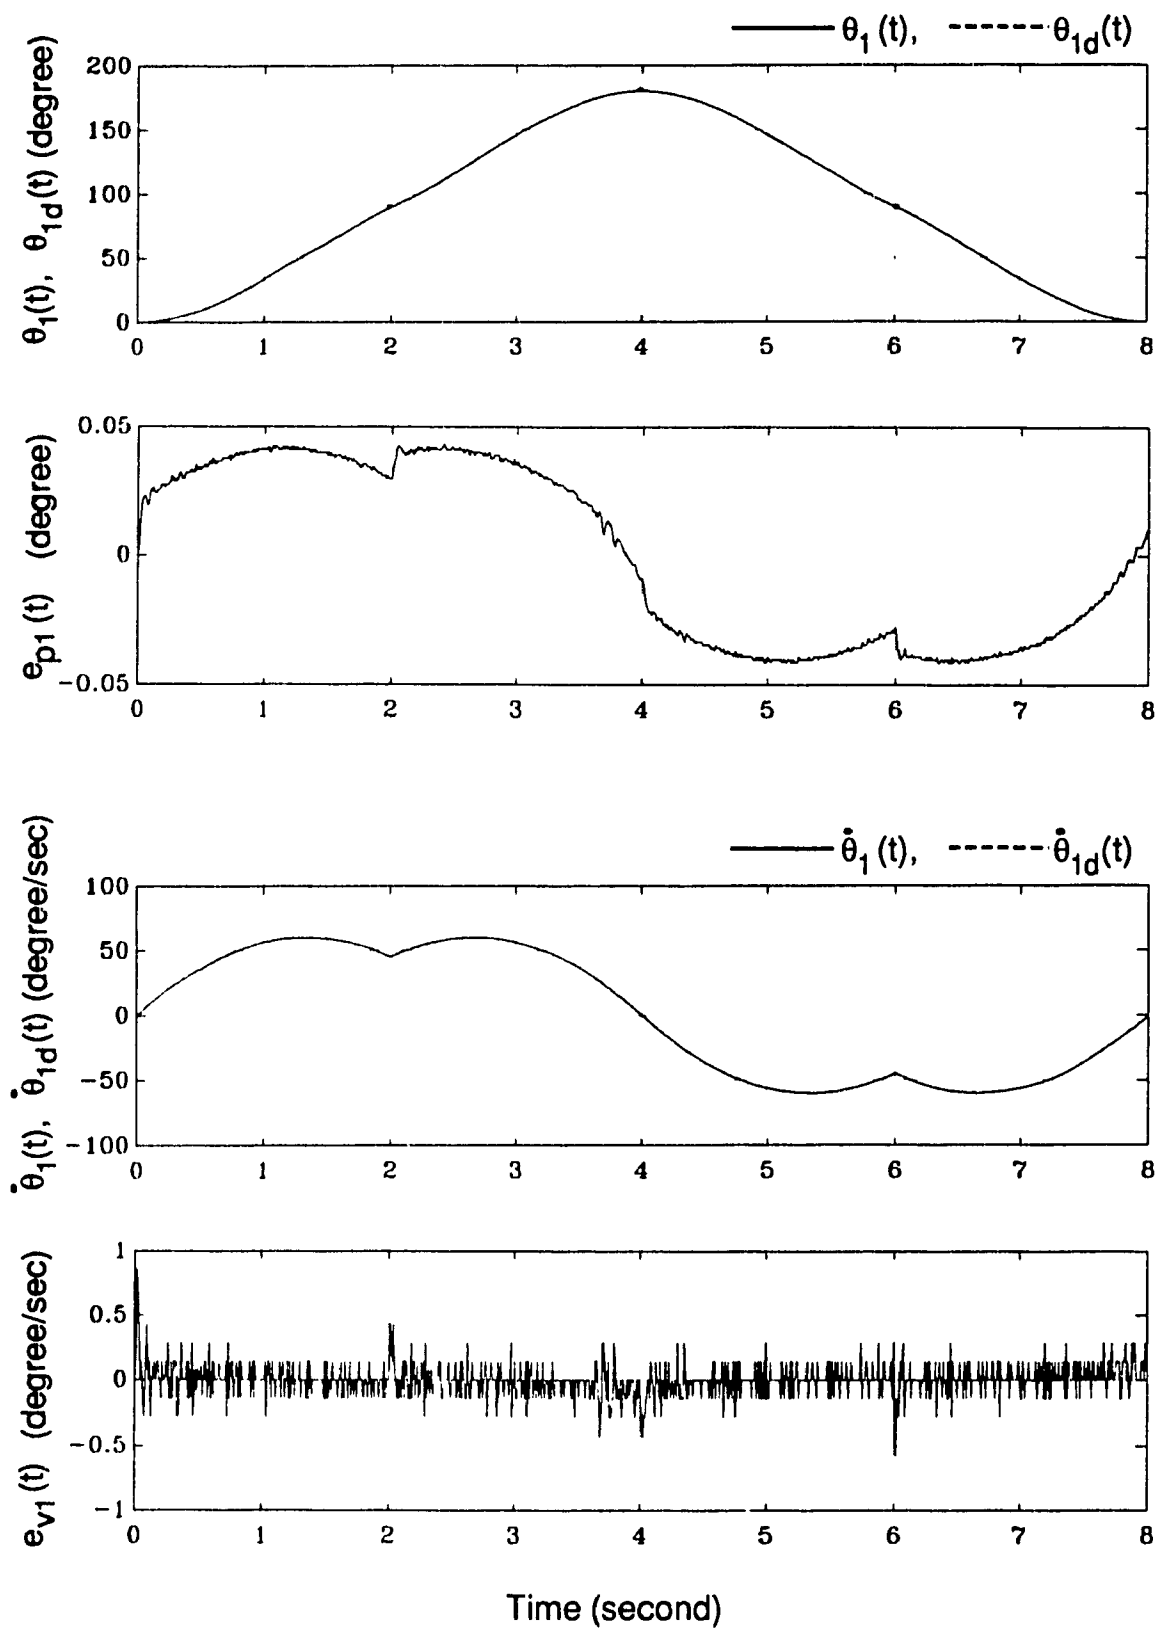 θ1 (t), θ1d(t)
θ1(t), θ1d(t) (degree)
200
150
100
50
0
0 1 2 3 4 5 6 7 8
ep1 (t) (degree)
0.05
0
−0.05
0 1 2 3 4 5 6 7 8
θ̇1 (t), θ̇1d(t)
θ̇1(t), θ̇1d(t) (degree/sec)
100
50
0
−50
−100
0 1 2 3 4 5 6 7 8
ev1 (t) (degree/sec)
1
0.5
0
−0.5
−1
0 1 2 3 4 5 6 7 8
Time (second)